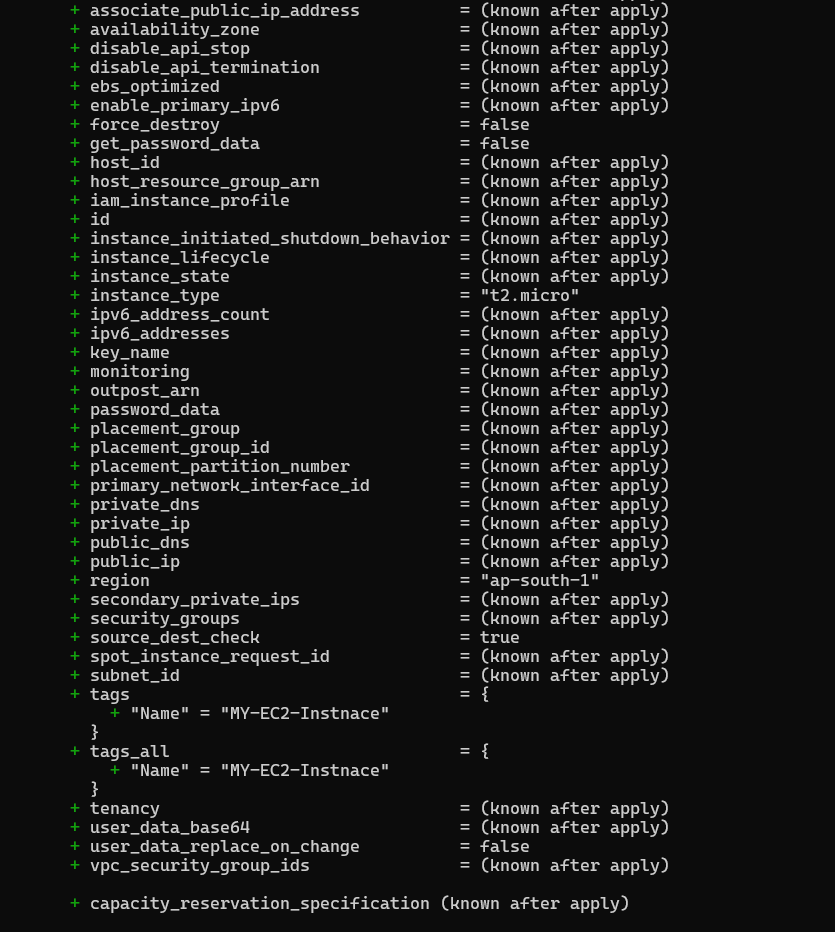 + associate_public_ip_address = (known after apply)
+ availability_zone = (known after apply)
+ disable_api_stop = (known after apply)
+ disable_api_termination = (known after apply)
+ ebs_optimized = (known after apply)
+ enable_primary_ipv6 = (known after apply)
+ force_destroy = false
+ get_password_data = false
+ host_id = (known after apply)
+ host_resource_group_arn = (known after apply)
+ iam_instance_profile = (known after apply)
+ id = (known after apply)
+ instance_initiated_shutdown_behavior = (known after apply)
+ instance_lifecycle = (known after apply)
+ instance_state = (known after apply)
+ instance_type = "t2.micro"
+ ipv6_address_count = (known after apply)
+ ipv6_addresses = (known after apply)
+ key_name = (known after apply)
+ monitoring = (known after apply)
+ outpost_arn = (known after apply)
+ password_data = (known after apply)
+ placement_group = (known after apply)
+ placement_group_id = (known after apply)
+ placement_partition_number = (known after apply)
+ primary_network_interface_id = (known after apply)
+ private_dns = (known after apply)
+ private_ip = (known after apply)
+ public_dns = (known after apply)
+ public_ip = (known after apply)
+ region = "ap-south-1"
+ secondary_private_ips = (known after apply)
+ security_groups = (known after apply)
+ source_dest_check = true
+ spot_instance_request_id = (known after apply)
+ subnet_id = (known after apply)
+ tags = {
+ "Name" = "MY-EC2-Instnace"
}
+ tags_all = {
+ "Name" = "MY-EC2-Instnace"
}
+ tenancy = (known after apply)
+ user_data_base64 = (known after apply)
+ user_data_replace_on_change = false
+ vpc_security_group_ids = (known after apply)
+ capacity_reservation_specification (known after apply)